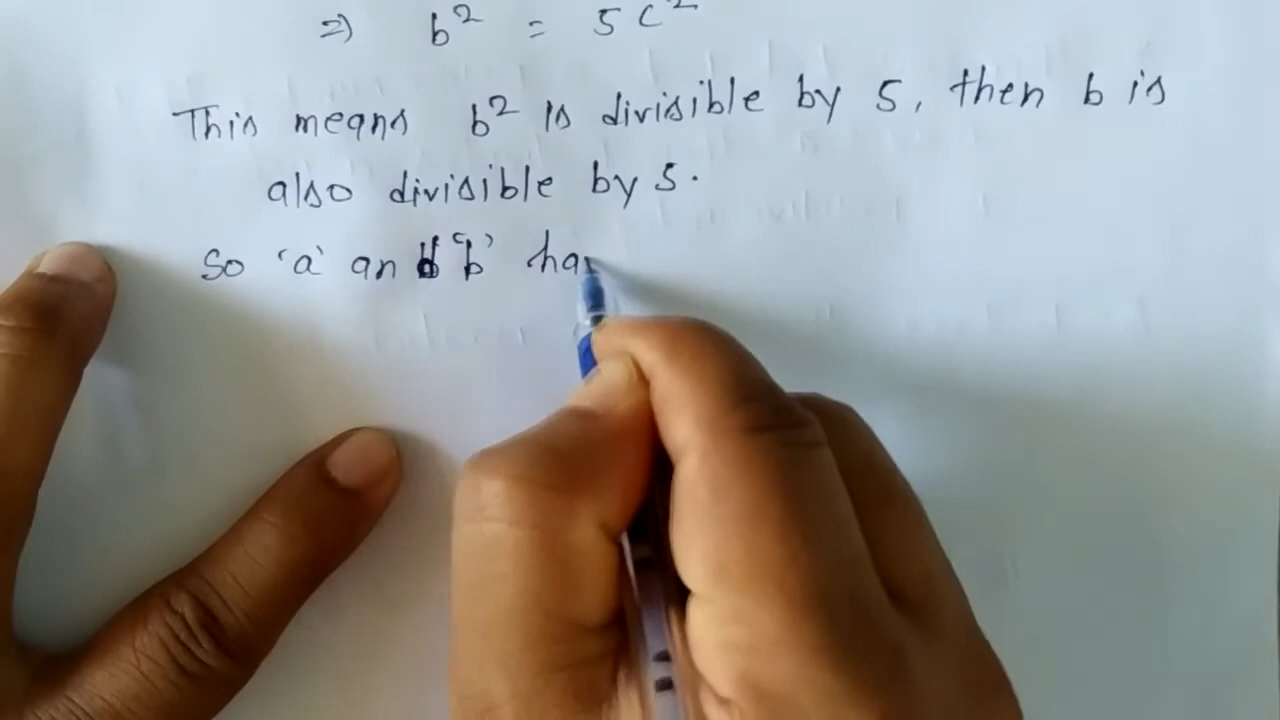 ⇒ b² = 5c²
This means b² is divisible by 5, then b is
also divisible by 5.
So 'a' and 'b' ha